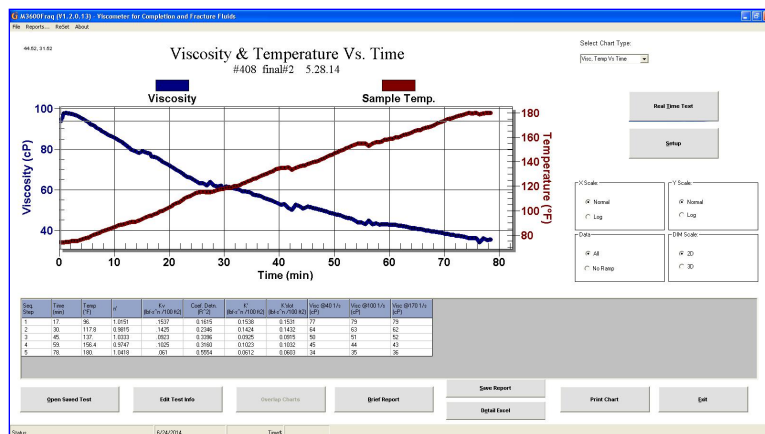 M3600Fraq (V1.2.0.13) - Viscometer for Completion and Fracture Fluids
File Reports... ReSet About
44.62, 31.62
Viscosity & Temperature Vs. Time
#408 final#2 5.28.14
Viscosity Sample Temp.
100
80
60
40
Viscosity (cP)
180
160
140
120
100
80
Temperature (°F)
0 10 20 30 40 50 60 70 80
Time (min)
Select Chart Type:
Visc, Temp Vs Time
Real Time Test
Setup
X Scale:
Normal
Log
Y Scale:
Normal
Log
Data
All
No Ramp
DIM Scale:
2D
3D
Seq. Step Time (min) Temp (°F) n' Kv (lbf-s^n /100 ft2) Coef. Detn. (R^2) K' (lbf-s^n /100 ft2) K'slot (lbf-s^n /100 ft2) Visc @40 1/s (cP) Visc @100 1/s (cP) Visc @170 1/s (cP)
1 17. 96. 1.0151 .1537 0.1615 0.1538 0.1531 77 79 79
2 30. 117.8 0.9815 .1425 0.2346 0.1424 0.1432 64 63 62
3 45. 137. 1.0333 .0923 0.3396 0.0925 0.0915 50 51 52
4 59. 156.4 0.9747 .1025 0.3160 0.1023 0.1032 45 44 43
5 78. 180. 1.0418 .061 0.5554 0.0612 0.0603 34 35 36
Open Saved Test
Edit Test Info
Overlap Charts
Brief Report
Save Report
Detail Excel
Print Chart
Exit
Status: 6/24/2014 Time#: